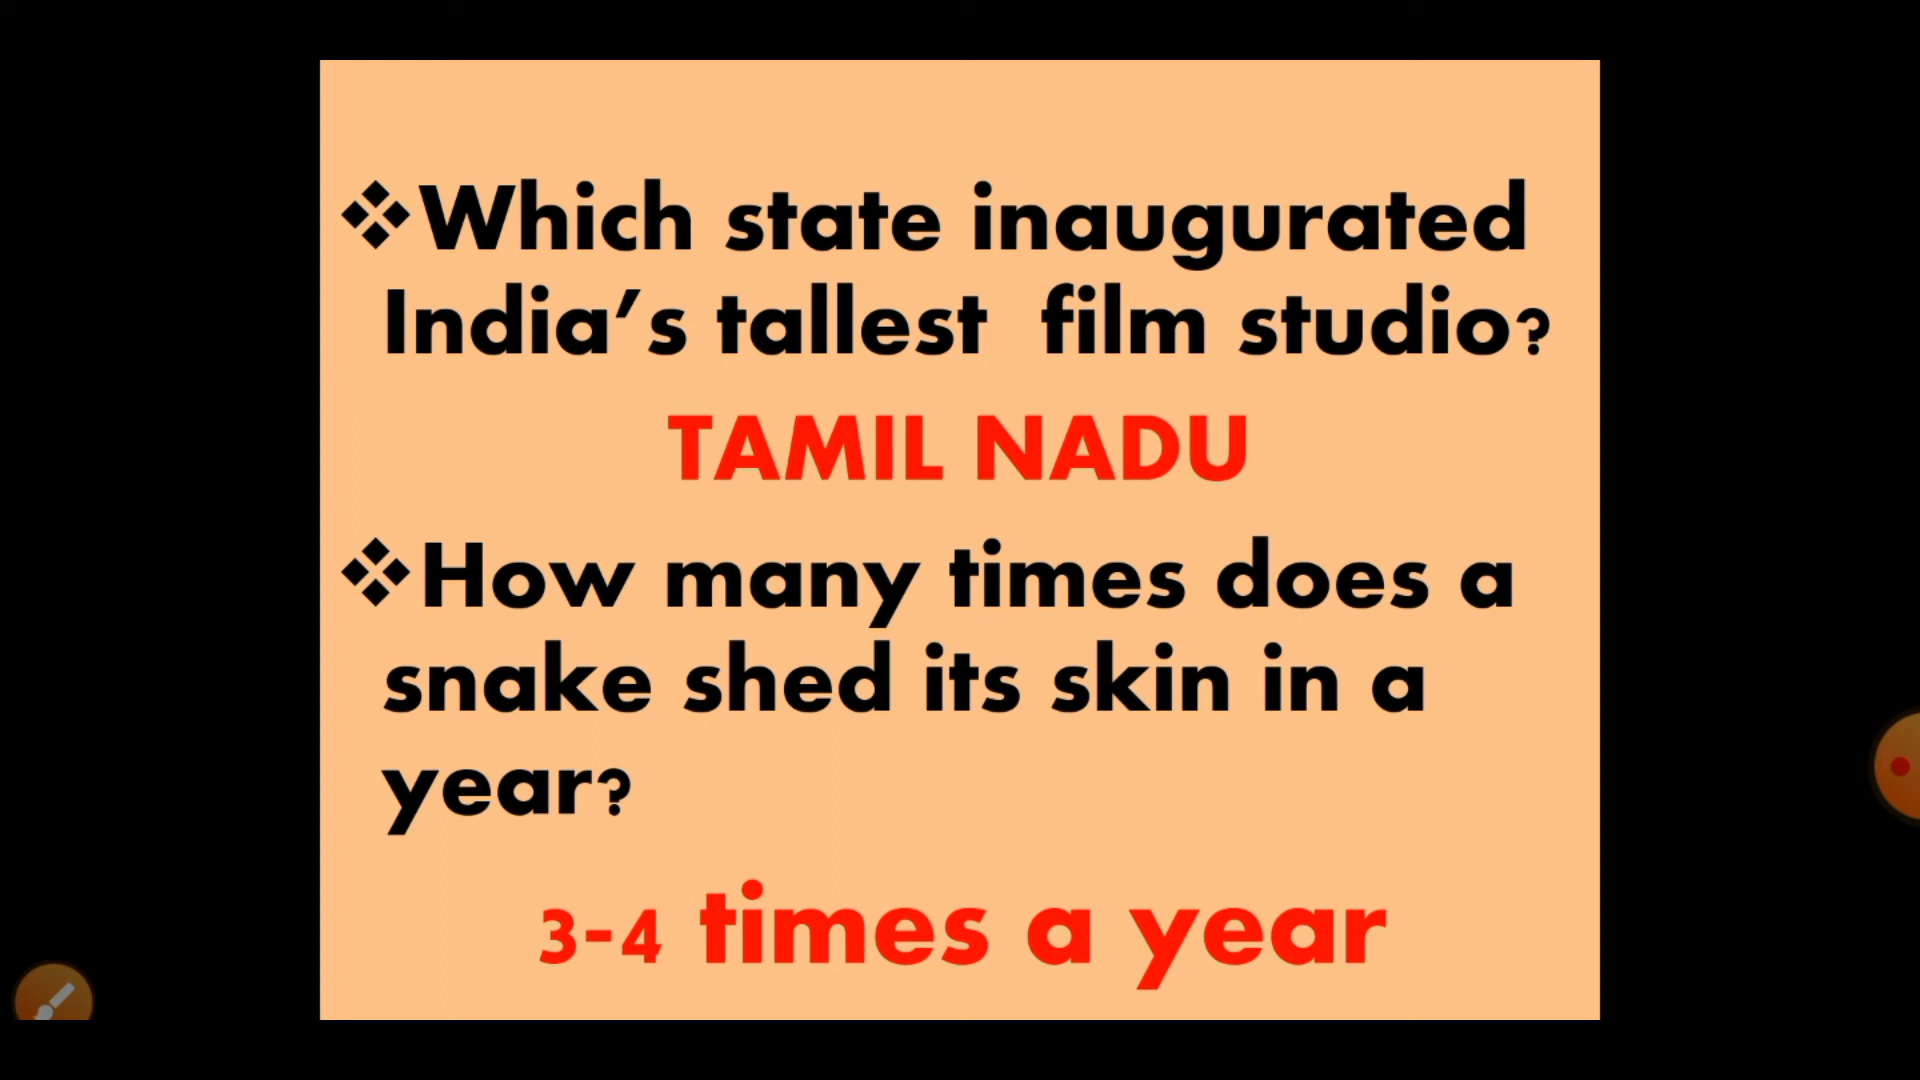 ❖Which state inaugurated
India’s tallest film studio?
TAMIL NADU
❖How many times does a
snake shed its skin in a
year?
3-4 times a year